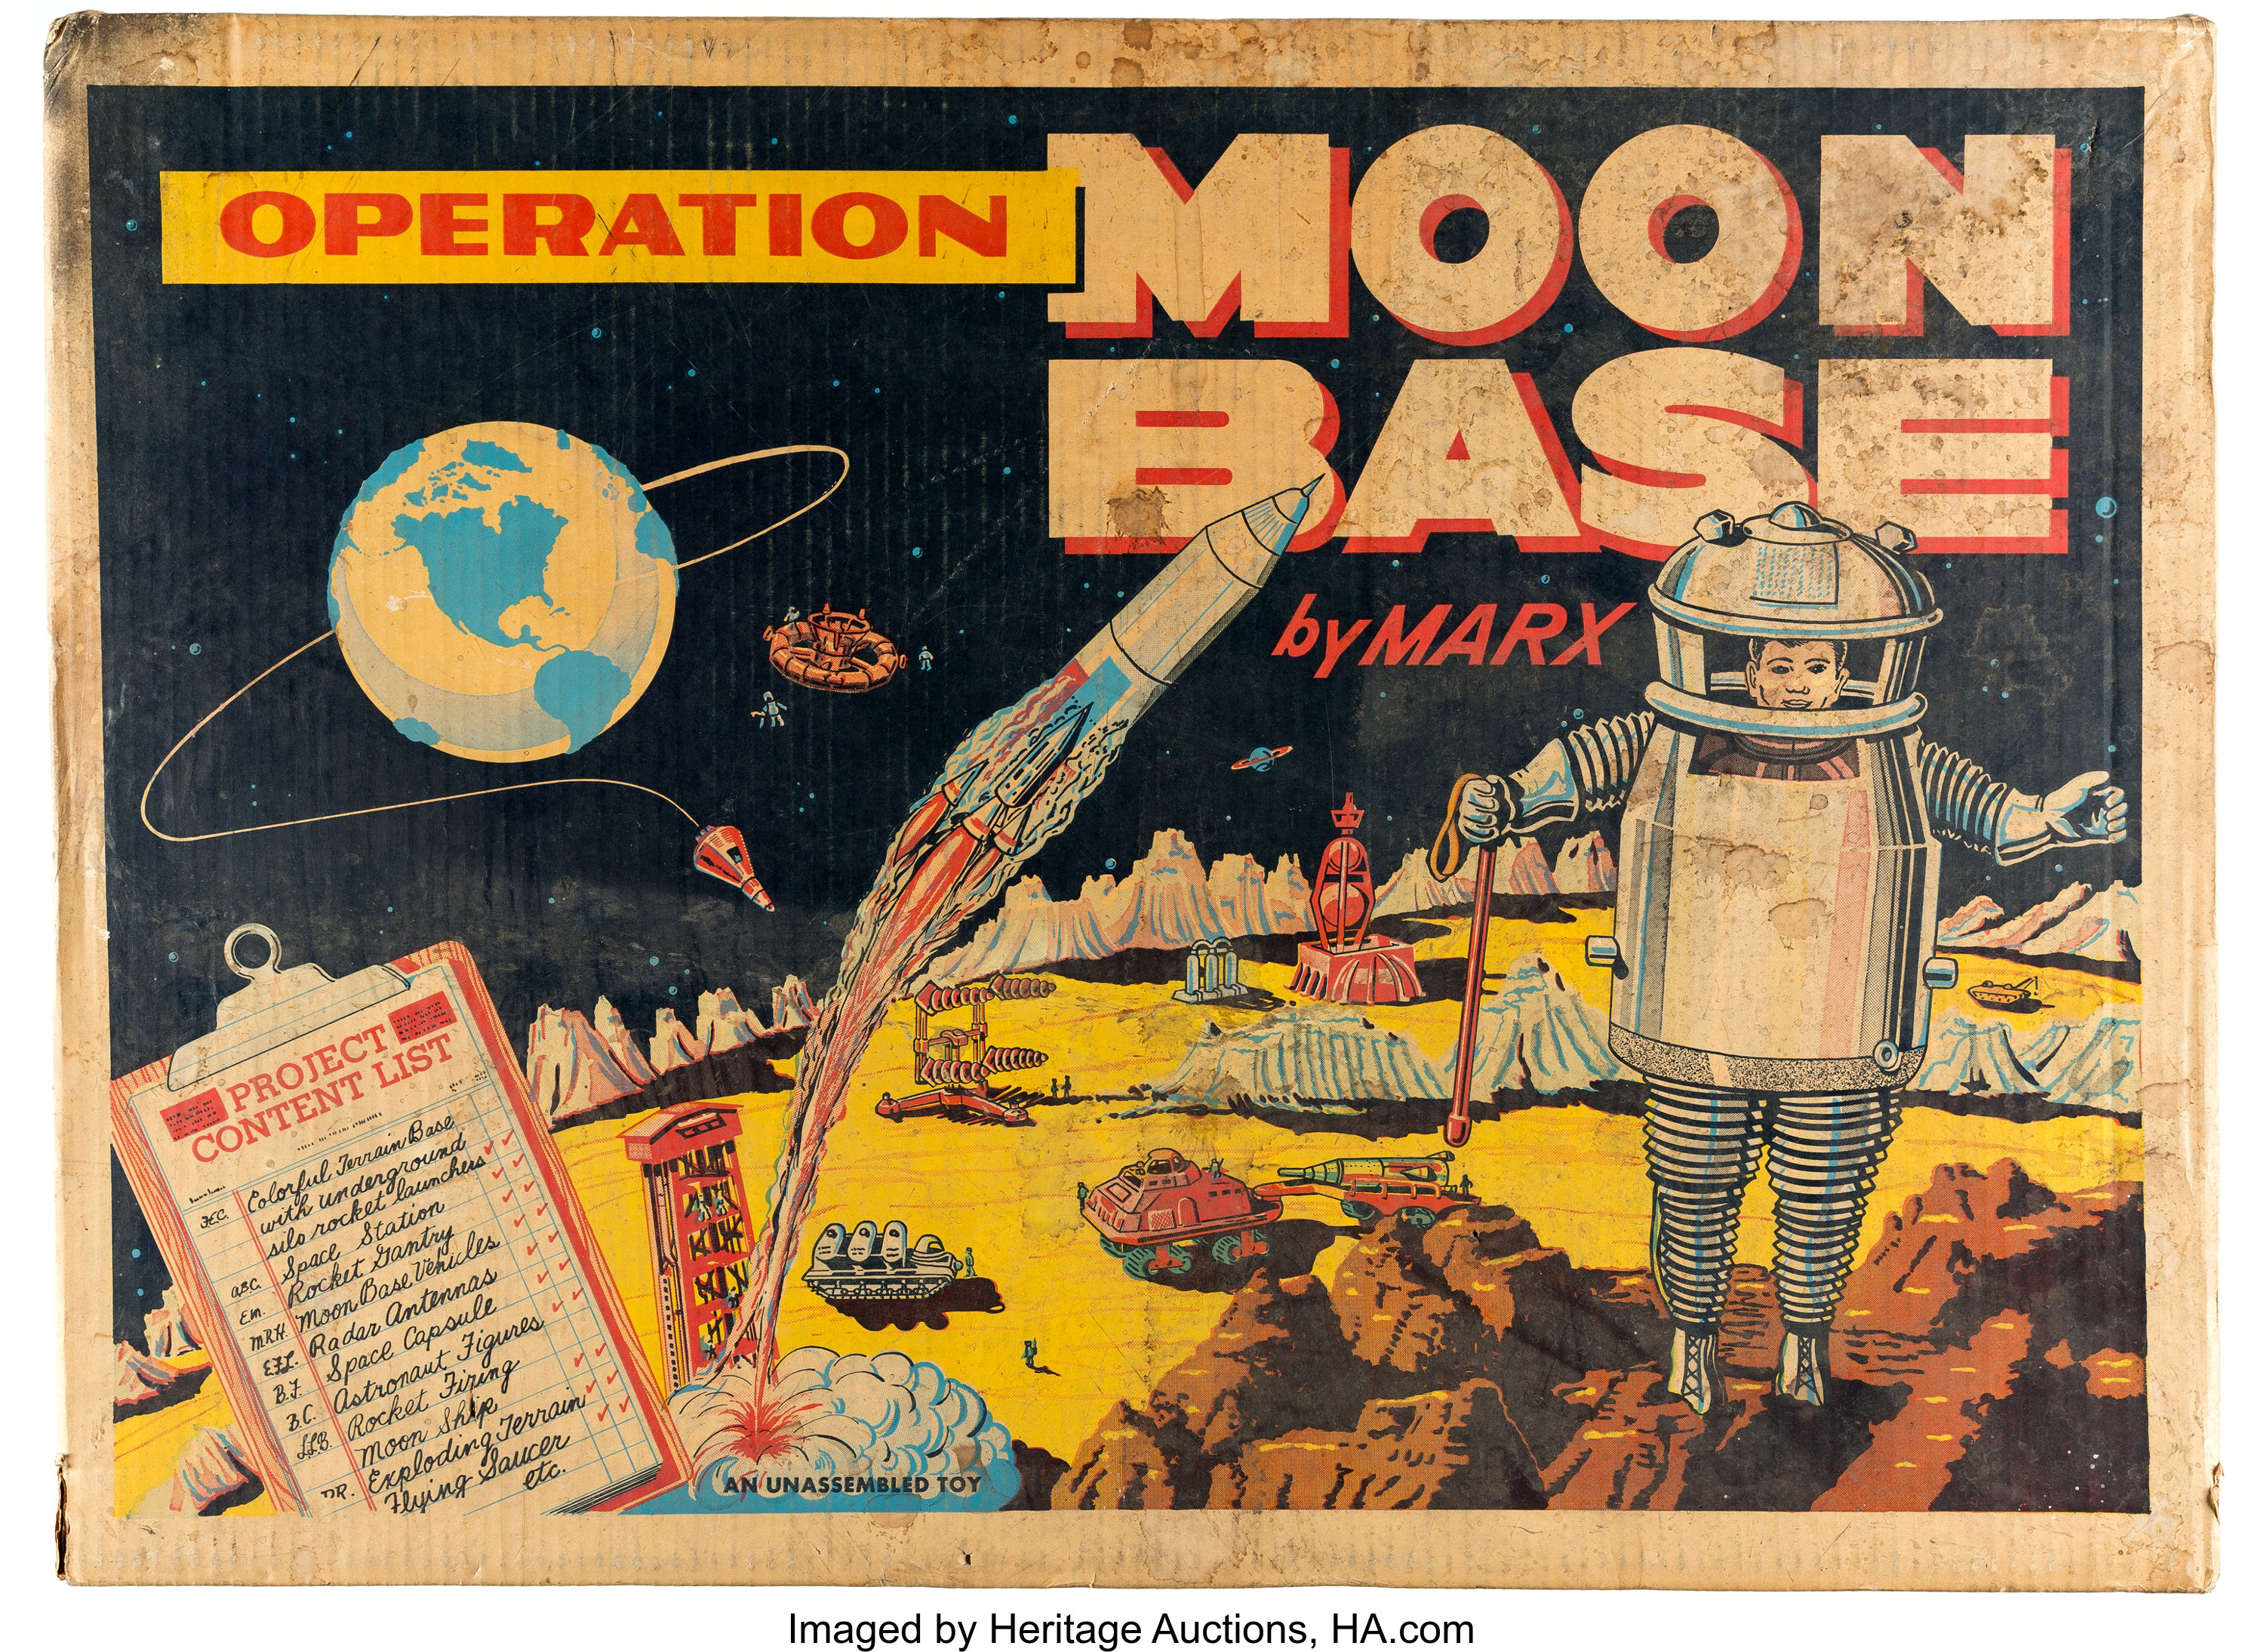 OPERATION
MOON
BASE
by MARX
PROJECT
CONTENT LIST
Colorful Terrain Base
with underground
silo rocket launchers
Space Station
Rocket Gantry
Moon Base Vehicles
Radar Antennas
Space Capsule
Astronaut Figures
Rocket Firing
Moon Ship
Exploding Terrain
Flying Saucer
etc.
A.B.C.
E.M.
M.R.H.
E.F.L.
B.F.
B.C.
D.R.
AN UNASSEMBLED TOY
Imaged by Heritage Auctions, HA.com